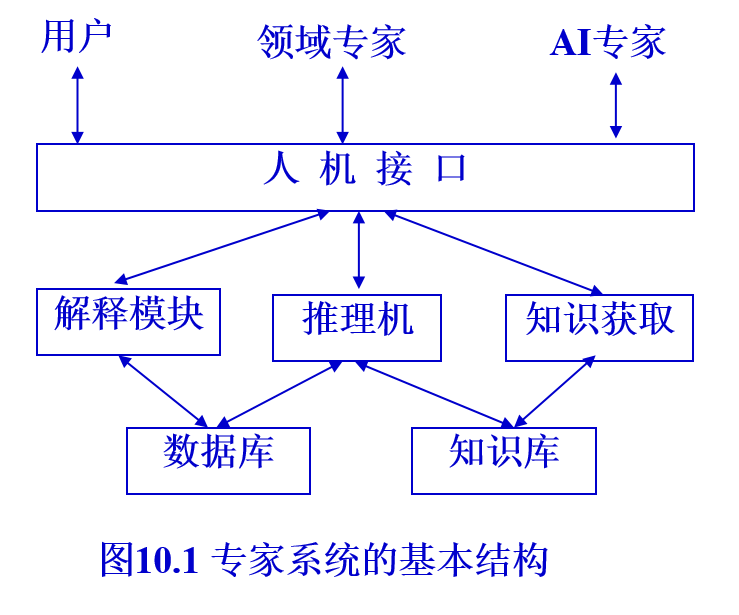 用户 领域专家 AI专家
人 机 接 口
解释模块 推理机 知识获取
数据库 知识库
图10.1 专家系统的基本结构